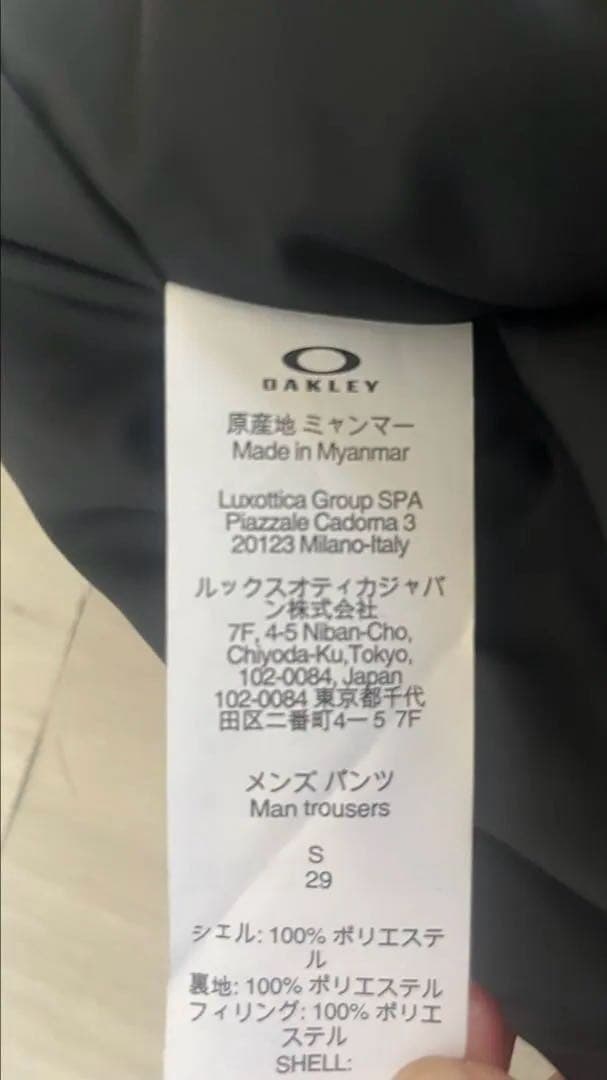 OAKLEY
原産地 ミャンマー
Made in Myanmar
Luxottica Group SPA
Piazzale Cadorna 3
20123 Milano-Italy
ルックスオティカジャパ
ン株式会社
7F, 4-5 Niban-Cho,
Chiyoda-Ku,Tokyo,
102-0084, Japan
102-0084 東京都千代
田区二番町4ー5 7F
メンズ パンツ
Man trousers
S
29
シェル: 100% ポリエステ
ル
裏地: 100% ポリエステル
フィリング: 100% ポリエ
ステル
SHELL: